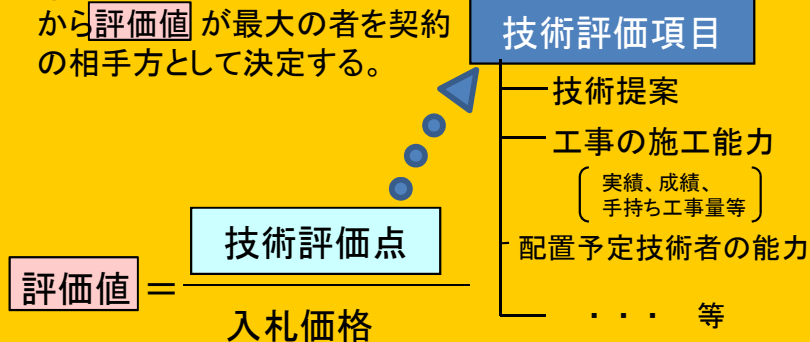 から評価値 が最大の者を契約
の相手方として決定する。
技術評価項目
技術提案
工事の施工能力
実績、成績、
手持ち工事量等
配置予定技術者の能力
・・・ 等
技術評価点
評価値＝
入札価格